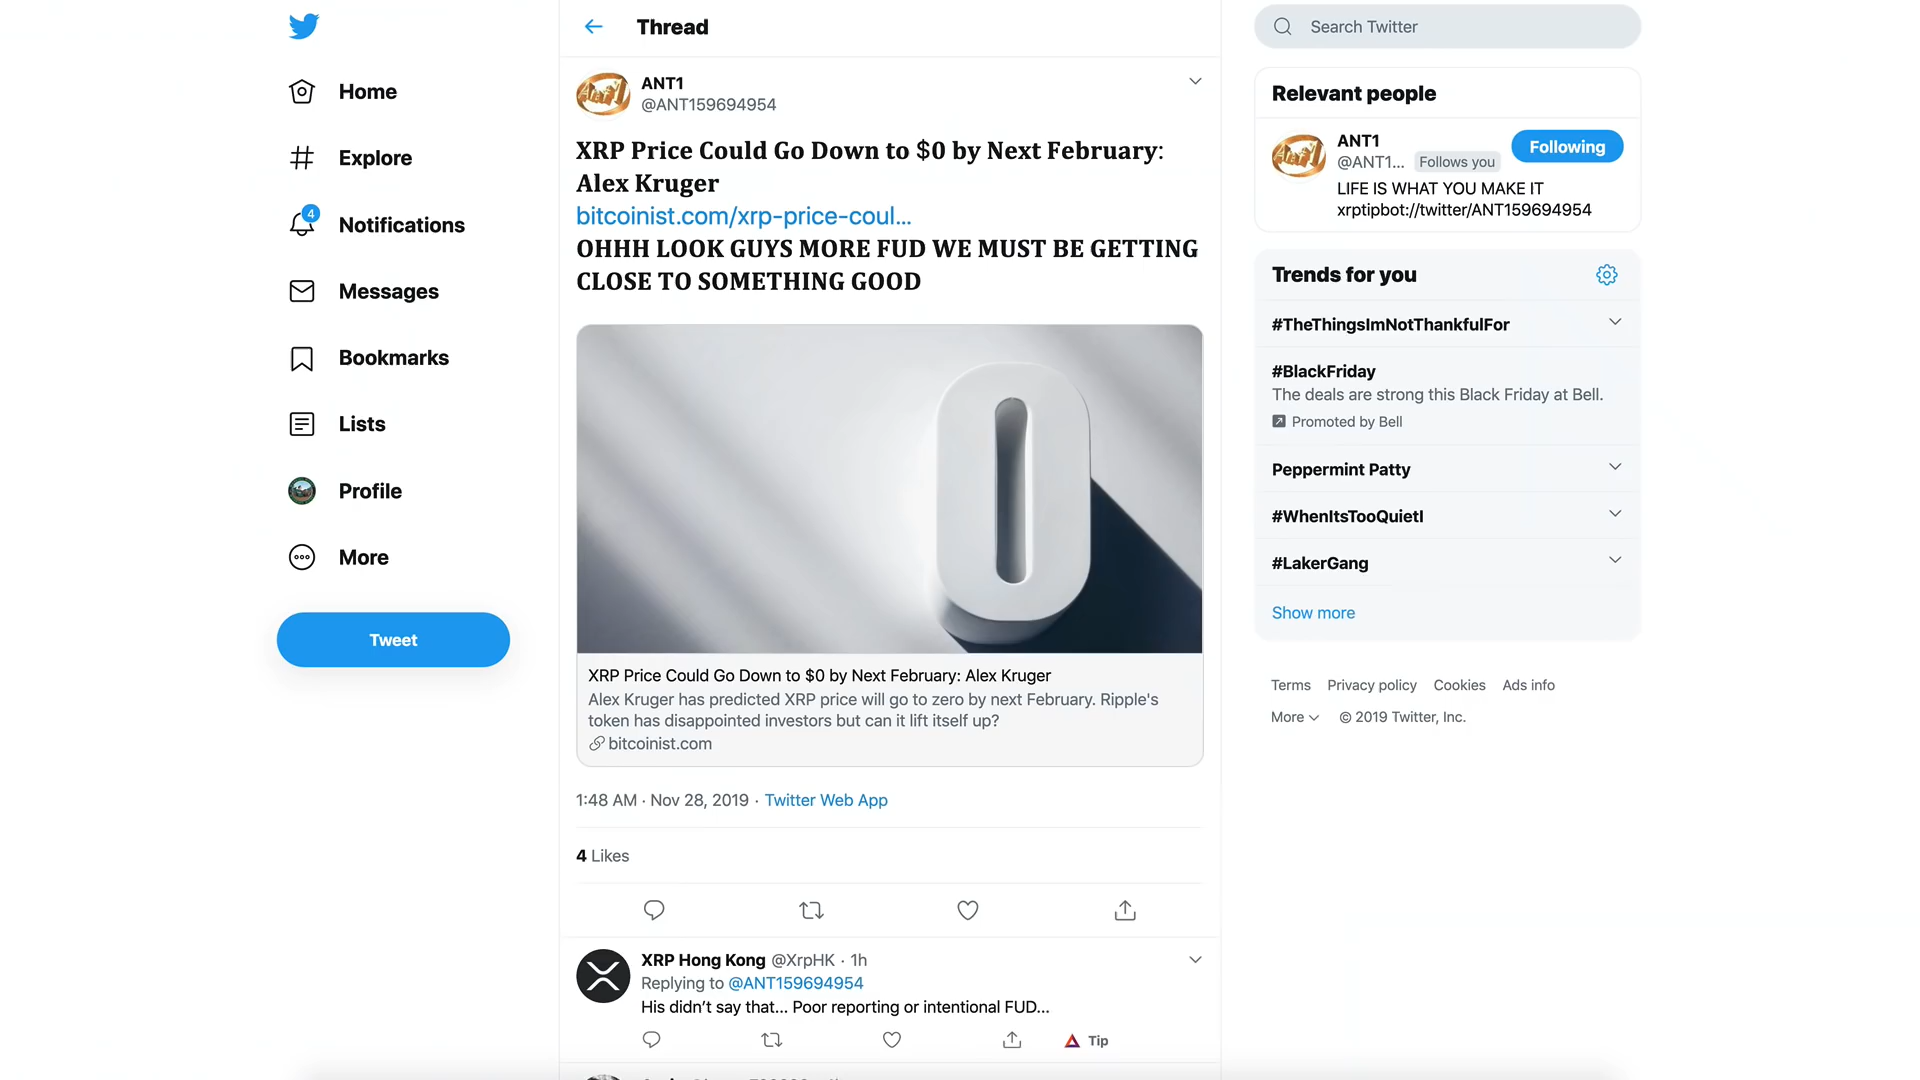 Home
Explore
4
Notifications
Messages
Bookmarks
Lists
Profile
More
Tweet
Thread
ANT1
@ANT159694954
XRP Price Could Go Down to $0 by Next February:
Alex Kruger
bitcoinist.com/xrp-price-coul...
OHHH LOOK GUYS MORE FUD WE MUST BE GETTING
CLOSE TO SOMETHING GOOD
0
XRP Price Could Go Down to $0 by Next February: Alex Kruger
Alex Kruger has predicted XRP price will go to zero by next February. Ripple's
token has disappointed investors but can it lift itself up?
bitcoinist.com
1:48 AM · Nov 28, 2019 · Twitter Web App
4 Likes
XRP Hong Kong @XrpHK · 1h
Replying to @ANT159694954
His didn't say that... Poor reporting or intentional FUD...
Tip
Search Twitter
Relevant people
ANT1
@ANT1... Follows you
Following
LIFE IS WHAT YOU MAKE IT
xrptipbot://twitter/ANT159694954
Trends for you
#TheThingsImNotThankfulFor
#BlackFriday
The deals are strong this Black Friday at Bell.
Promoted by Bell
Peppermint Patty
#WhenItsTooQuietI
#LakerGang
Show more
Terms Privacy policy Cookies Ads info
More © 2019 Twitter, Inc.